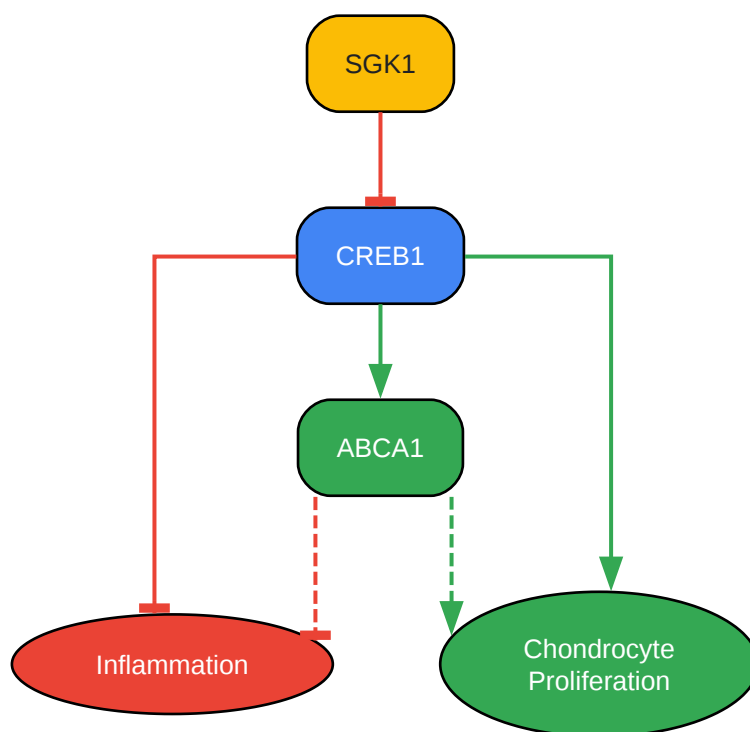 SGK1
CREB1
ABCA1
Inflammation
Chondrocyte
Proliferation